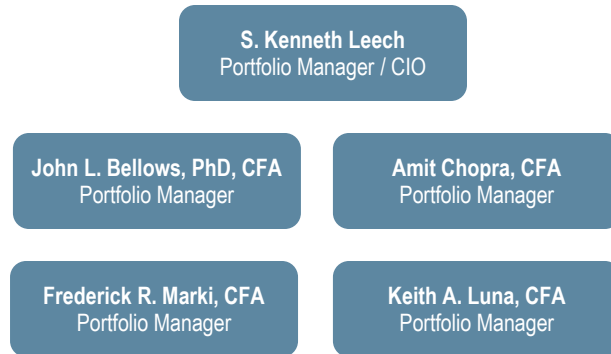 S. Kenneth Leech
Portfolio Manager / CIO
John L. Bellows, PhD, CFA
Portfolio Manager
Amit Chopra, CFA
Portfolio Manager
Frederick R. Marki, CFA
Portfolio Manager
Keith A. Luna, CFA
Portfolio Manager